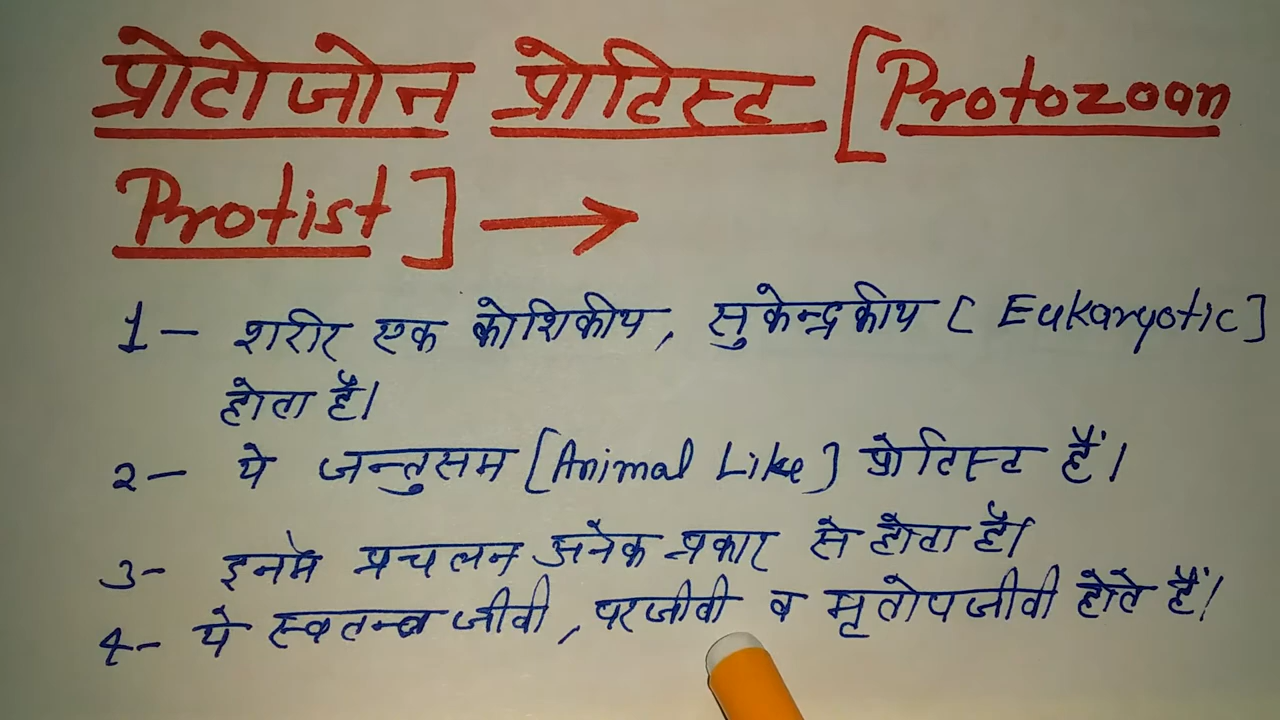 प्रोटोजोन प्रोटिस्ट [Protozoan
Protist] →
1 - शरीर एक कोशिकीय, सुकेन्द्रकीय [Eukaryotic]
होता है।
2 - ये जन्तुसम [Animal Like] प्रोटिस्ट हैं।
3 - इनमे प्रचलन अनेक प्रकार से होता है।
4 - ये स्वतन्त्र जीवी, परजीवी व मृतोपजीवी होते हैं।